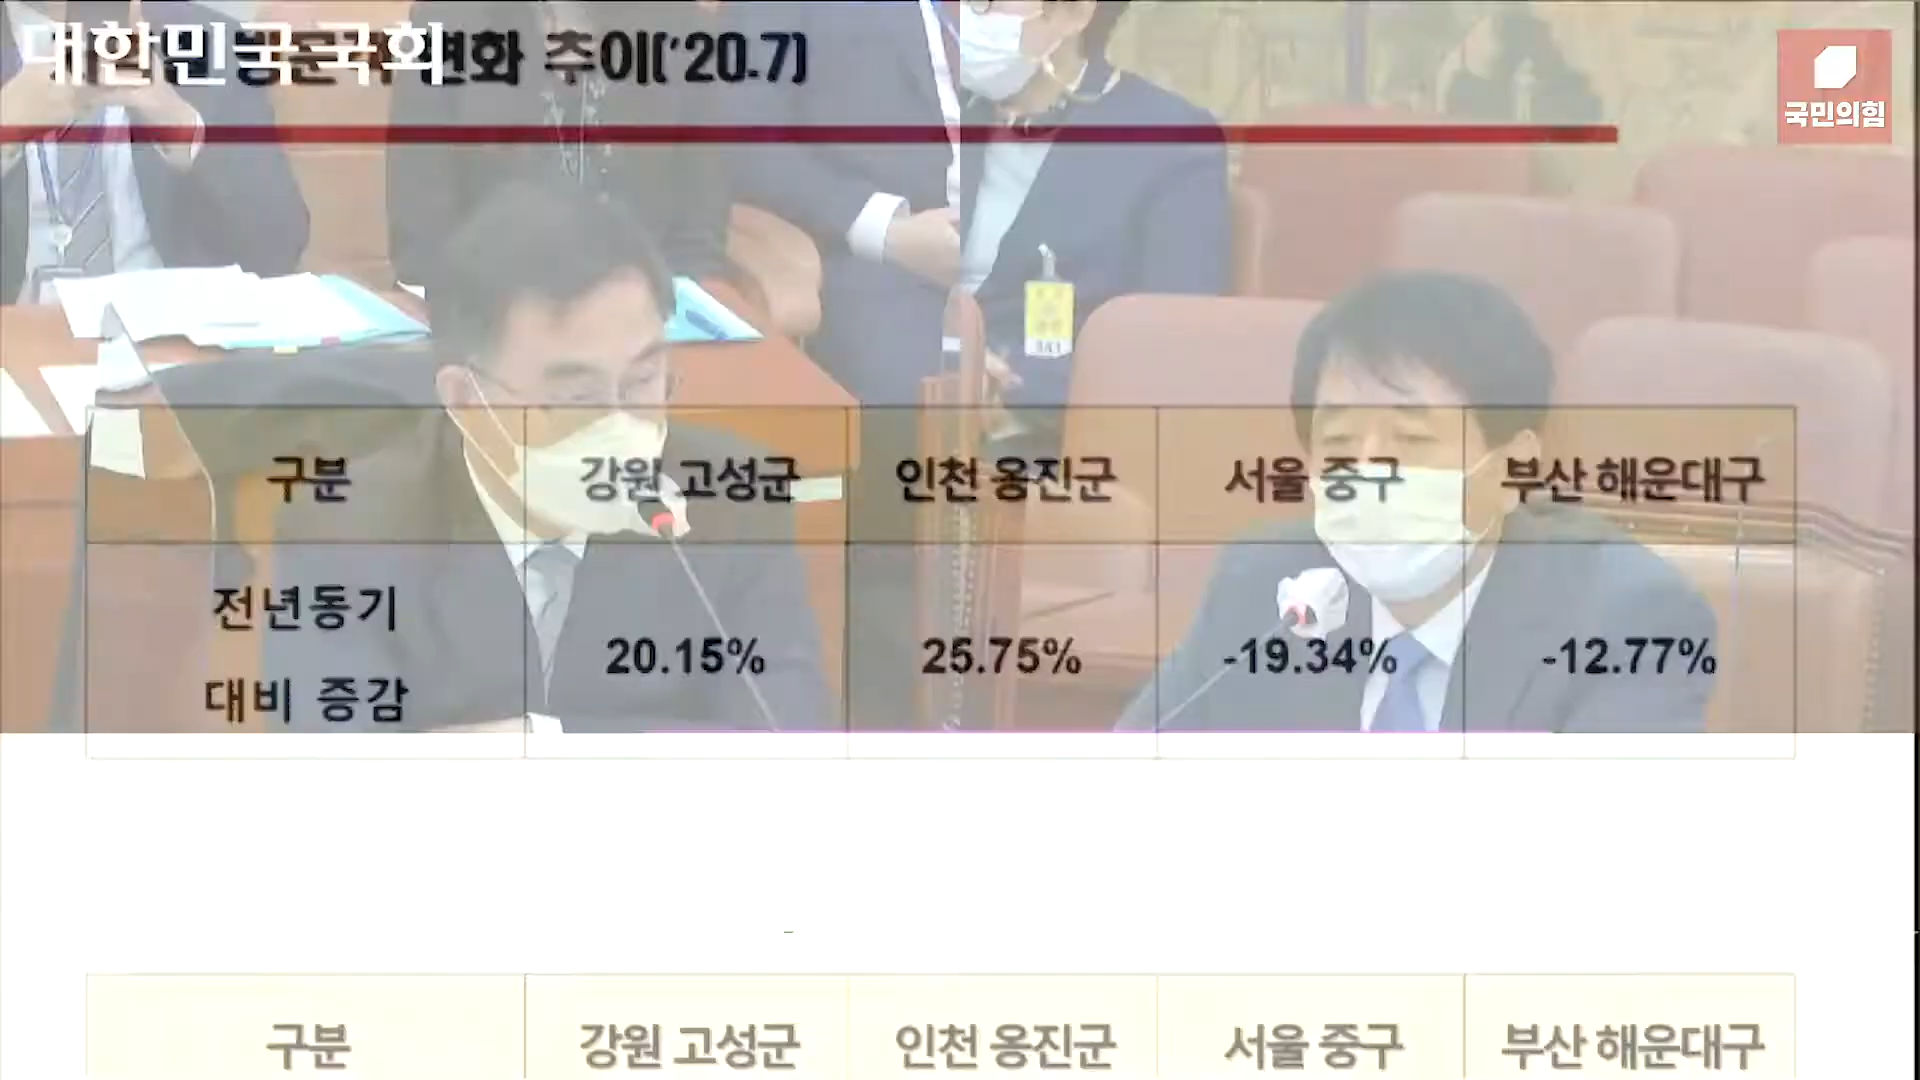 대한민국국회
변화 추이('20.7)
국민의힘
구분 강원 고성군 인천 옹진군 서울 중구 부산 해운대구
전년동기
대비 증감 20.15% 25.75% -19.34% -12.77%
구분 강원 고성군 인천 옹진군 서울 중구 부산 해운대구